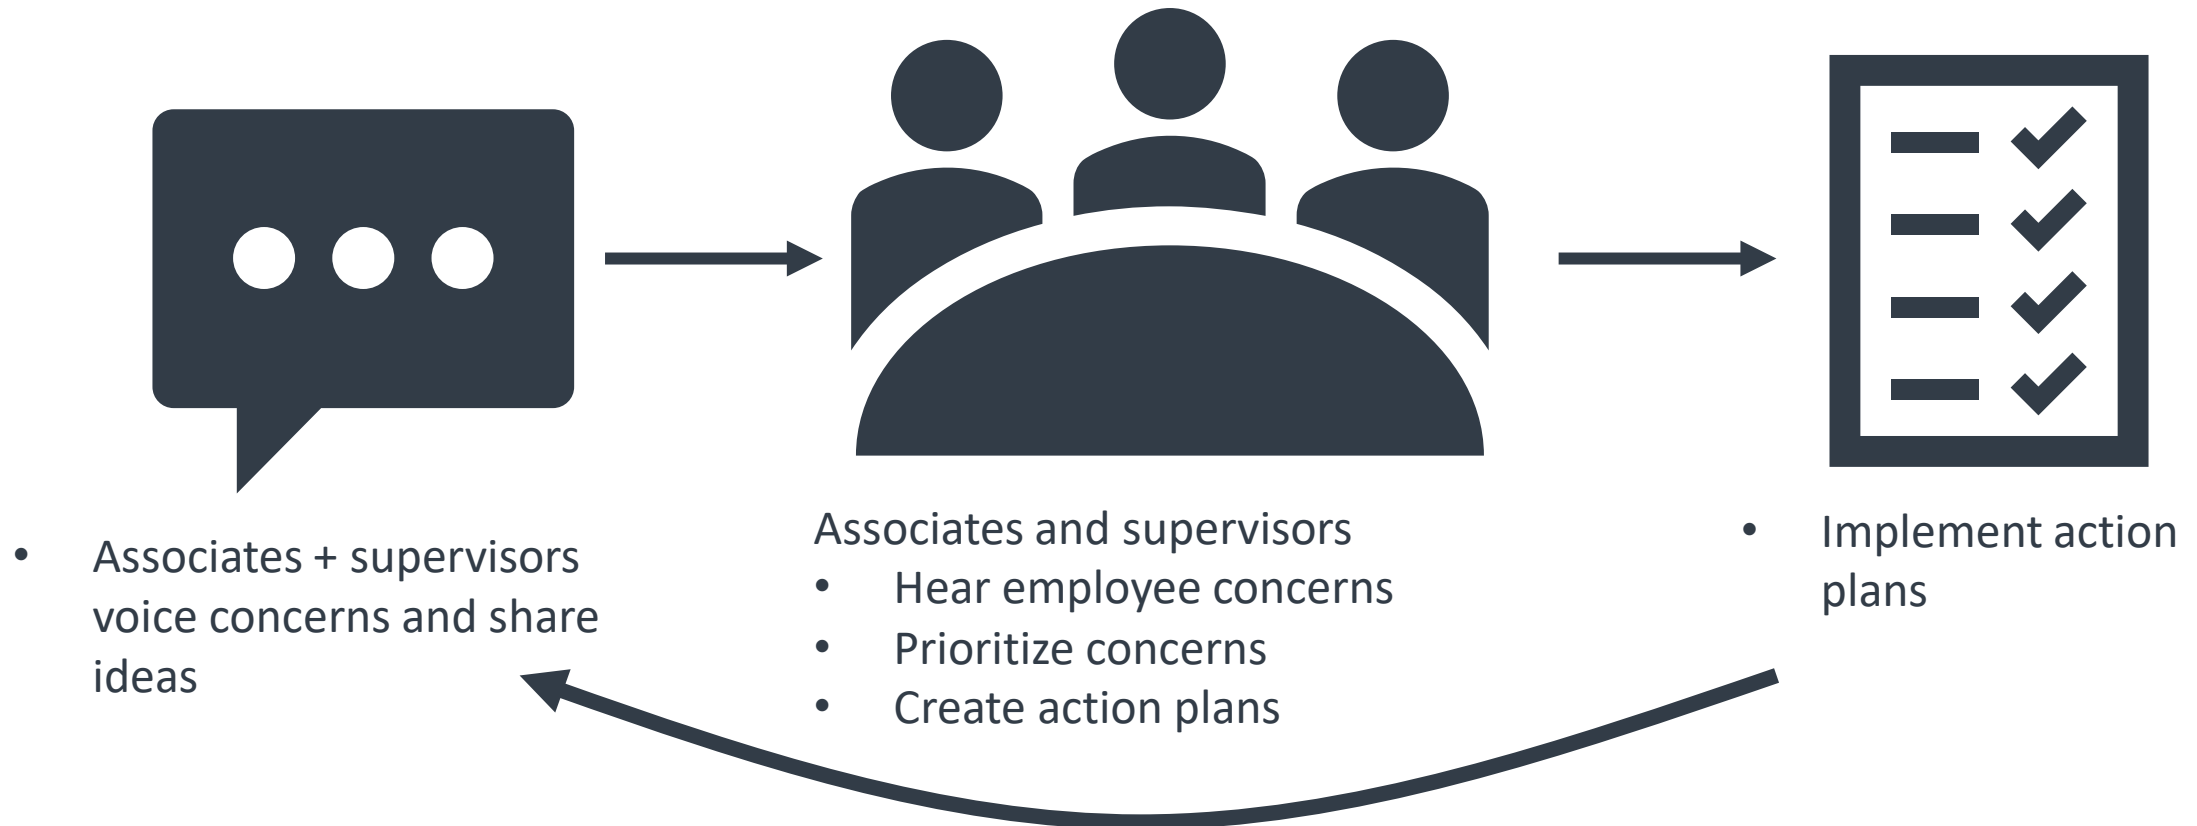 • Associates + supervisors
voice concerns and share
ideas
Associates and supervisors
• Hear employee concerns
• Prioritize concerns
• Create action plans
• Implement action
plans